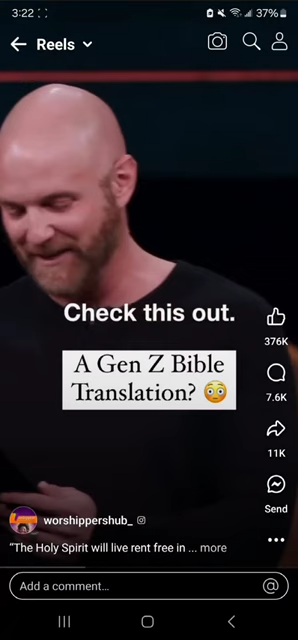 3:22
37%
Reels
Check this out.
A Gen Z Bible
Translation? 😳
376K
7.6K
11K
Send
worshippershub_
"The Holy Spirit will live rent free in ... more
Add a comment...